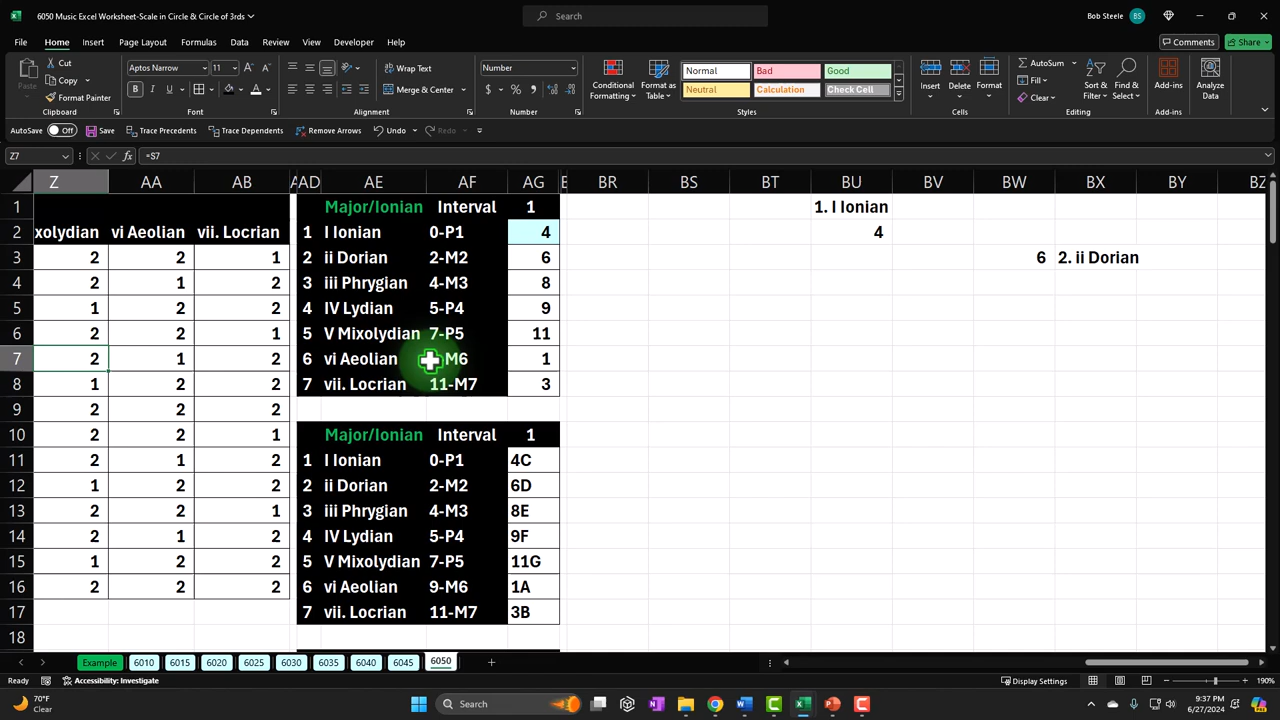 6050 Music Excel Worksheet-Scale in Circle & Circle of 3rds
Search
Bob Steele
BS
File Home Insert Page Layout Formulas Data Review View Developer Help
Comments Share
Cut
Copy
Format Painter
Paste
Clipboard
Aptos Narrow 11
B I U
Font
Wrap Text
Merge & Center
Alignment
Number
$ % 9
Number
Conditional Formatting
Format as Table
Normal Bad Good
Neutral Calculation Check Cell
Styles
Insert Delete Format
Cells
AutoSum
Fill
Clear
Sort & Filter
Find & Select
Editing
Add-ins
Add-ins
Analyze Data
AutoSave Off Save Trace Precedents Trace Dependents Remove Arrows Undo Redo
Z7 fx =S7
Z AA AB AD AE AF AG BR BS BT BU BV BW BX BY BZ
1 Major/Ionian Interval 1 1. I Ionian
2 xolydian vi Aeolian vii. Locrian 1 I Ionian 0-P1 4 4
3 2 2 1 2 ii Dorian 2-M2 6 6 2. ii Dorian
4 2 1 2 3 iii Phrygian 4-M3 8
5 1 2 2 4 IV Lydian 5-P4 9
6 2 2 1 5 V Mixolydian 7-P5 11
7 2 1 2 6 vi Aeolian M6 1
8 1 2 2 7 vii. Locrian 11-M7 3
9 2 2 2
10 2 2 1 Major/Ionian Interval 1
11 2 1 2 1 I Ionian 0-P1 4C
12 1 2 2 2 ii Dorian 2-M2 6D
13 2 2 1 3 iii Phrygian 4-M3 8E
14 2 1 2 4 IV Lydian 5-P4 9F
15 1 2 2 5 V Mixolydian 7-P5 11G
16 2 2 2 6 vi Aeolian 9-M6 1A
17 7 vii. Locrian 11-M7 3B
18
Example 6010 6015 6020 6025 6030 6035 6040 6045 6050
Ready Accessibility: Investigate Display Settings 190%
70°F
Clear
Search
9:37 PM
6/27/2024